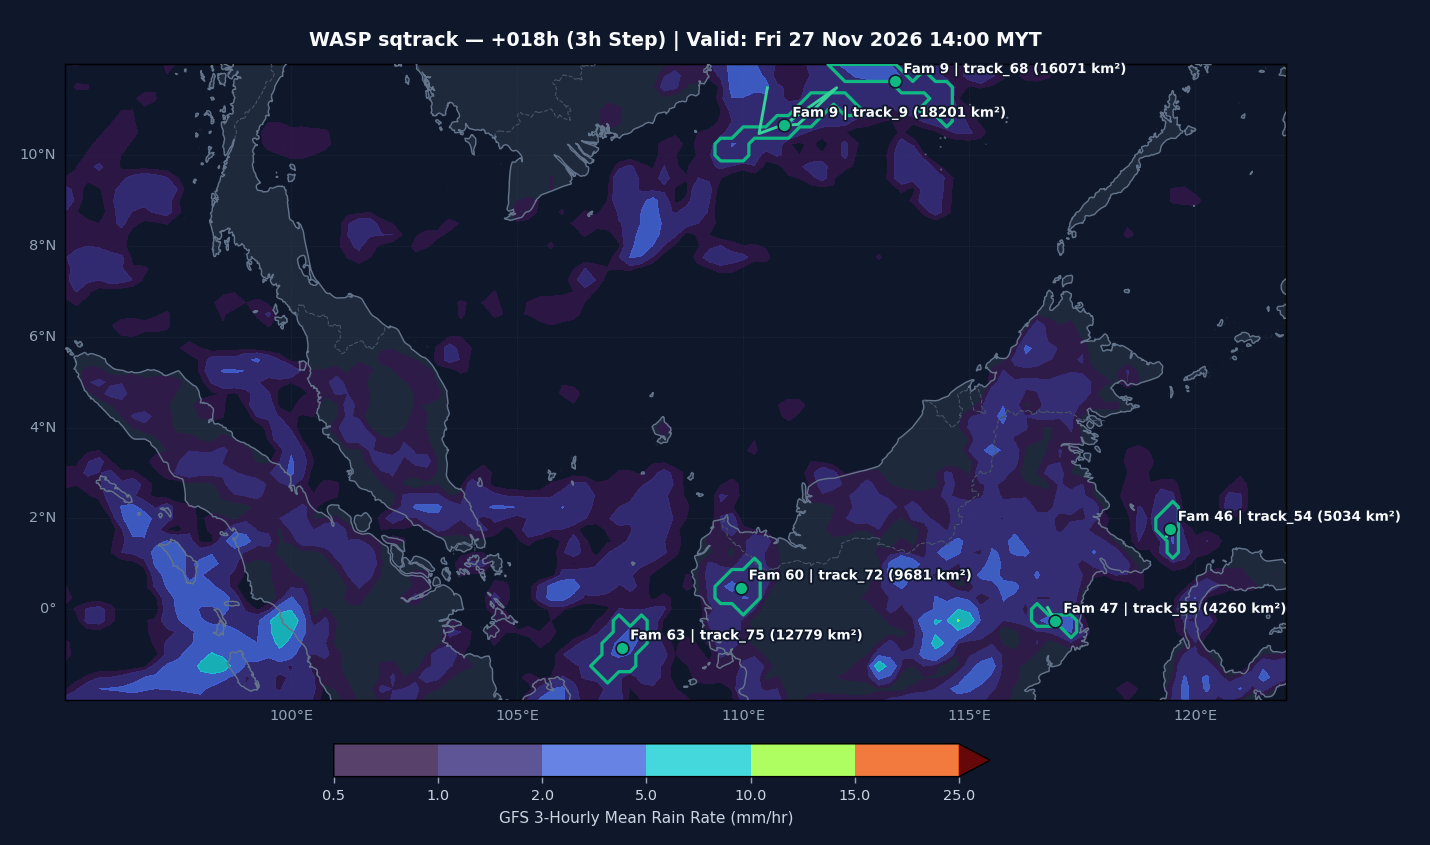 WASP sqtrack — +018h (3h Step) | Valid: Fri 27 Nov 2026 14:00 MYT
Fam 9 | track_68 (16071 km²)
Fam 9 | track_9 (18201 km²)
10°N
8°N
6°N
4°N
2°N
Fam 46 | track_54 (5034 km²)
Fam 60 | track_72 (9681 km²)
0°
Fam 47 | track_55 (4260 km²)
Fam 63 | track_75 (12779 km²)
100°E 105°E 110°E 115°E 120°E
0.5 1.0 2.0 5.0 10.0 15.0 25.0
GFS 3-Hourly Mean Rain Rate (mm/hr)